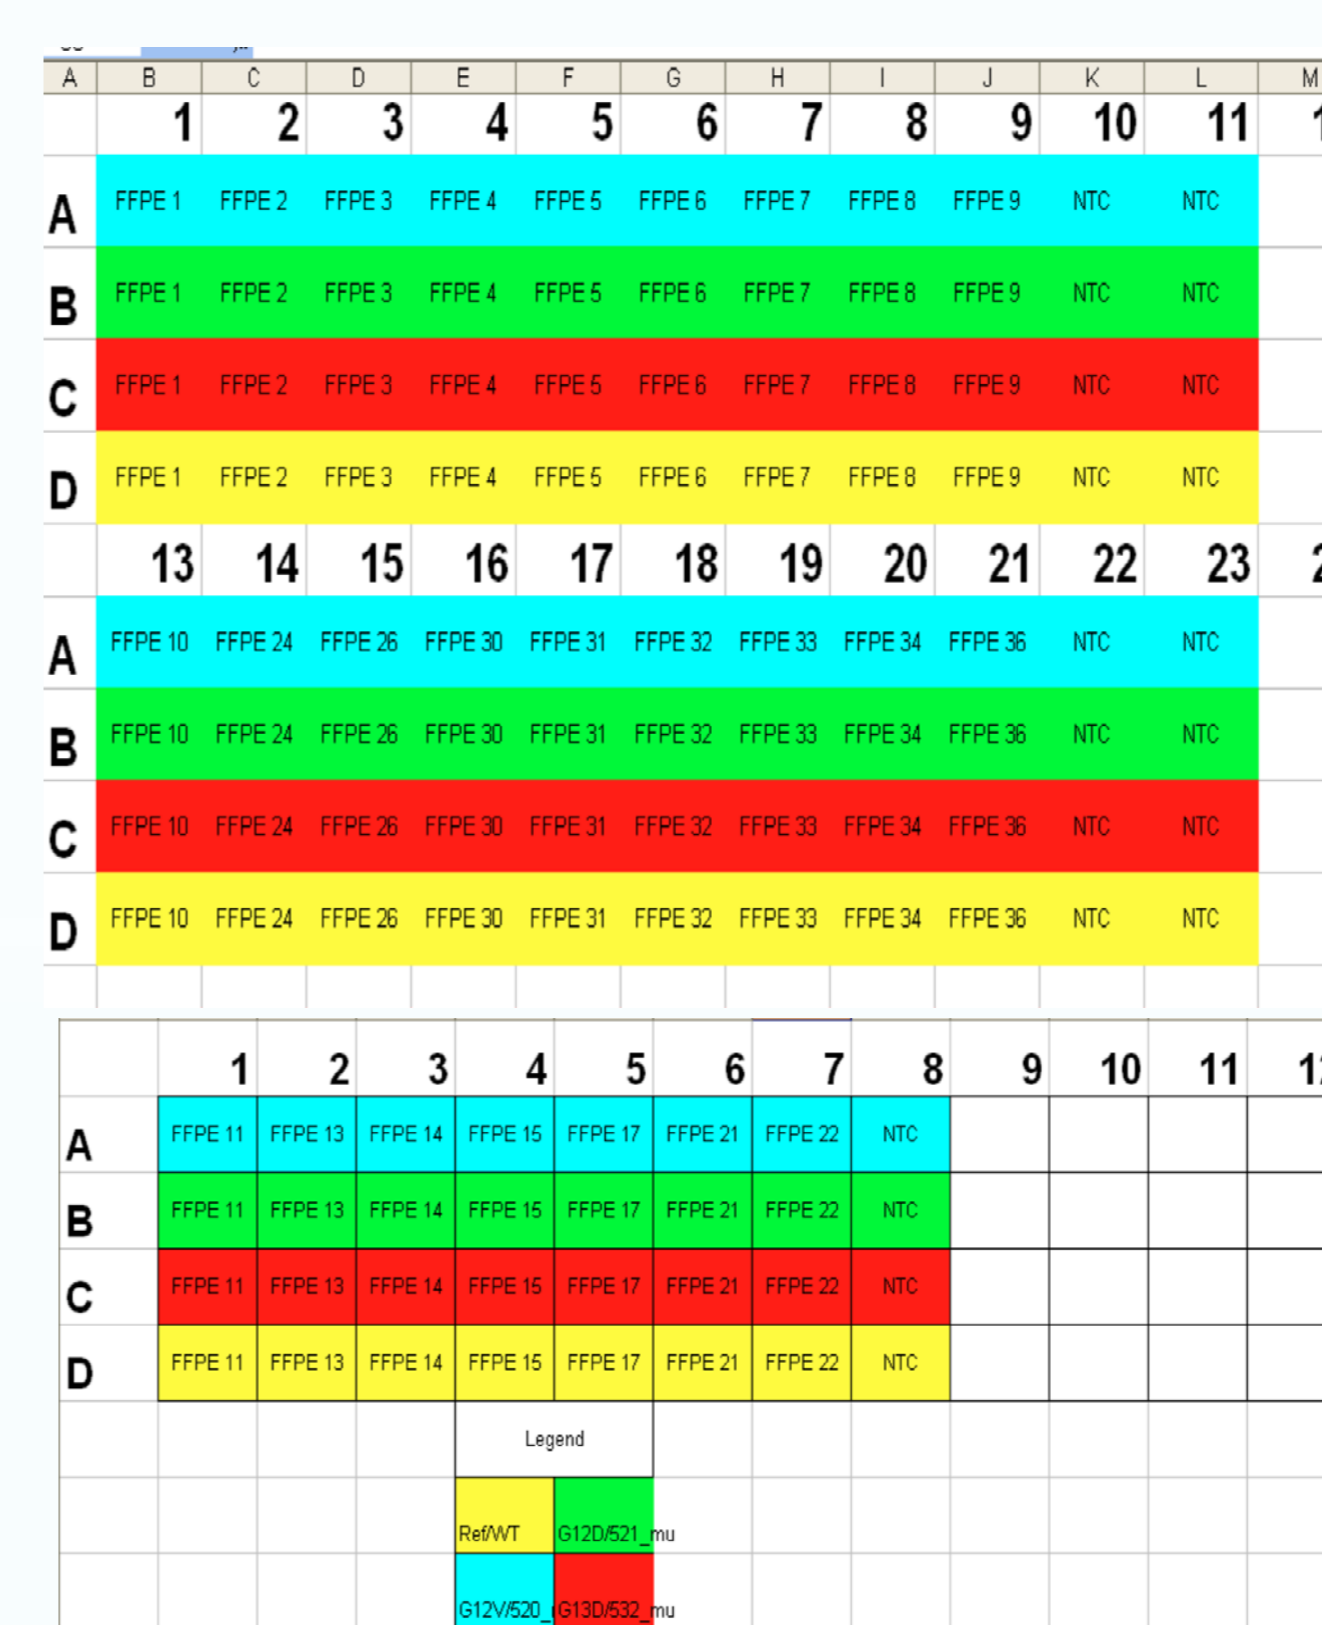 A B C D E F G H I J K L M
1 2 3 4 5 6 7 8 9 10 11
A FFPE 1 FFPE 2 FFPE 3 FFPE 4 FFPE 5 FFPE 6 FFPE 7 FFPE 8 FFPE 9 NTC NTC
B FFPE 1 FFPE 2 FFPE 3 FFPE 4 FFPE 5 FFPE 6 FFPE 7 FFPE 8 FFPE 9 NTC NTC
C FFPE 1 FFPE 2 FFPE 3 FFPE 4 FFPE 5 FFPE 6 FFPE 7 FFPE 8 FFPE 9 NTC NTC
D FFPE 1 FFPE 2 FFPE 3 FFPE 4 FFPE 5 FFPE 6 FFPE 7 FFPE 8 FFPE 9 NTC NTC
13 14 15 16 17 18 19 20 21 22 23
A FFPE 10 FFPE 24 FFPE 26 FFPE 30 FFPE 31 FFPE 32 FFPE 33 FFPE 34 FFPE 36 NTC NTC
B FFPE 10 FFPE 24 FFPE 26 FFPE 30 FFPE 31 FFPE 32 FFPE 33 FFPE 34 FFPE 36 NTC NTC
C FFPE 10 FFPE 24 FFPE 26 FFPE 30 FFPE 31 FFPE 32 FFPE 33 FFPE 34 FFPE 36 NTC NTC
D FFPE 10 FFPE 24 FFPE 26 FFPE 30 FFPE 31 FFPE 32 FFPE 33 FFPE 34 FFPE 36 NTC NTC
1 2 3 4 5 6 7 8 9 10 11 12
A FFPE 11 FFPE 13 FFPE 14 FFPE 15 FFPE 17 FFPE 21 FFPE 22 NTC
B FFPE 11 FFPE 13 FFPE 14 FFPE 15 FFPE 17 FFPE 21 FFPE 22 NTC
C FFPE 11 FFPE 13 FFPE 14 FFPE 15 FFPE 17 FFPE 21 FFPE 22 NTC
D FFPE 11 FFPE 13 FFPE 14 FFPE 15 FFPE 17 FFPE 21 FFPE 22 NTC
Legend
Ref/WT G12D/521_mu
G12V/520_ G13D/532_mu